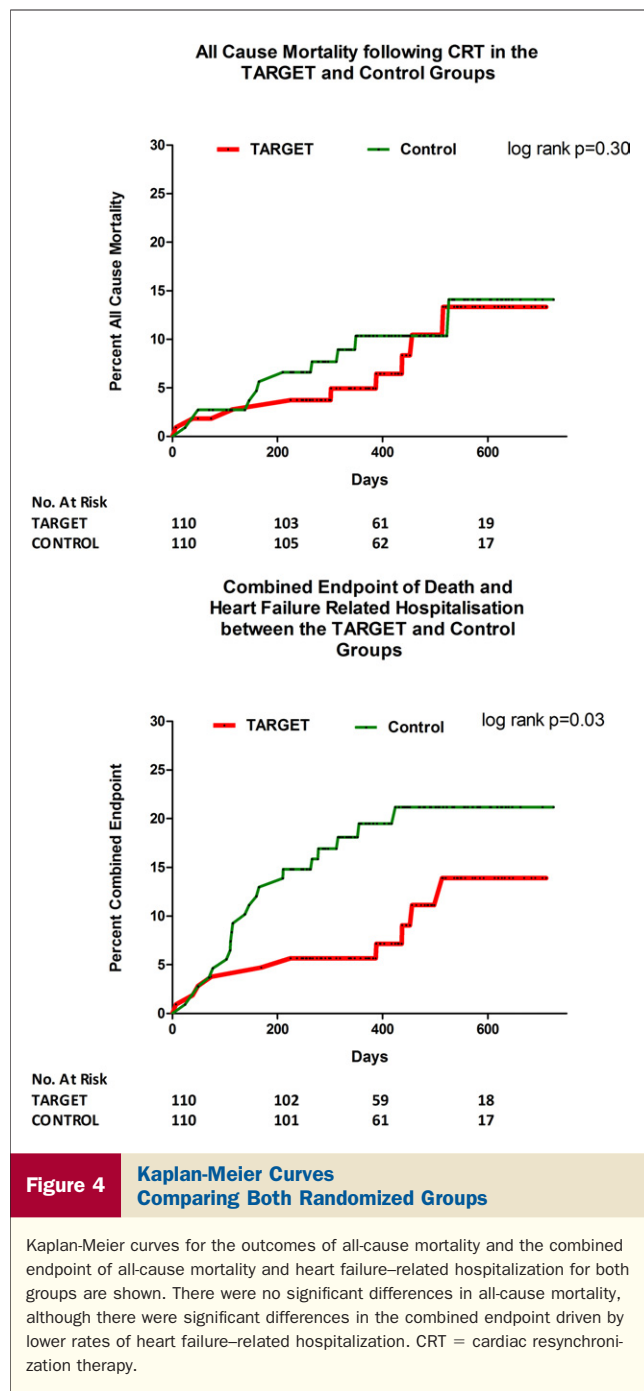 All Cause Mortality following CRT in the
TARGET and Control Groups
TARGET Control log rank p=0.30
Percent All Cause Mortality
30
25
20
15
10
5
0
0 200 400 600
Days
No. At Risk
TARGET 110 103 61 19
CONTROL 110 105 62 17
Combined Endpoint of Death and
Heart Failure Related Hospitalisation
between the TARGET and Control
Groups
TARGET Control log rank p=0.03
Percent Combined Endpoint
30
25
20
15
10
5
0
0 200 400 600
Days
No. At Risk
TARGET 110 102 59 18
CONTROL 110 101 61 17
Figure 4
Kaplan-Meier Curves
Comparing Both Randomized Groups
Kaplan-Meier curves for the outcomes of all-cause mortality and the combined
endpoint of all-cause mortality and heart failure–related hospitalization for both
groups are shown. There were no significant differences in all-cause mortality,
although there were significant differences in the combined endpoint driven by
lower rates of heart failure–related hospitalization. CRT = cardiac resynchroni-
zation therapy.